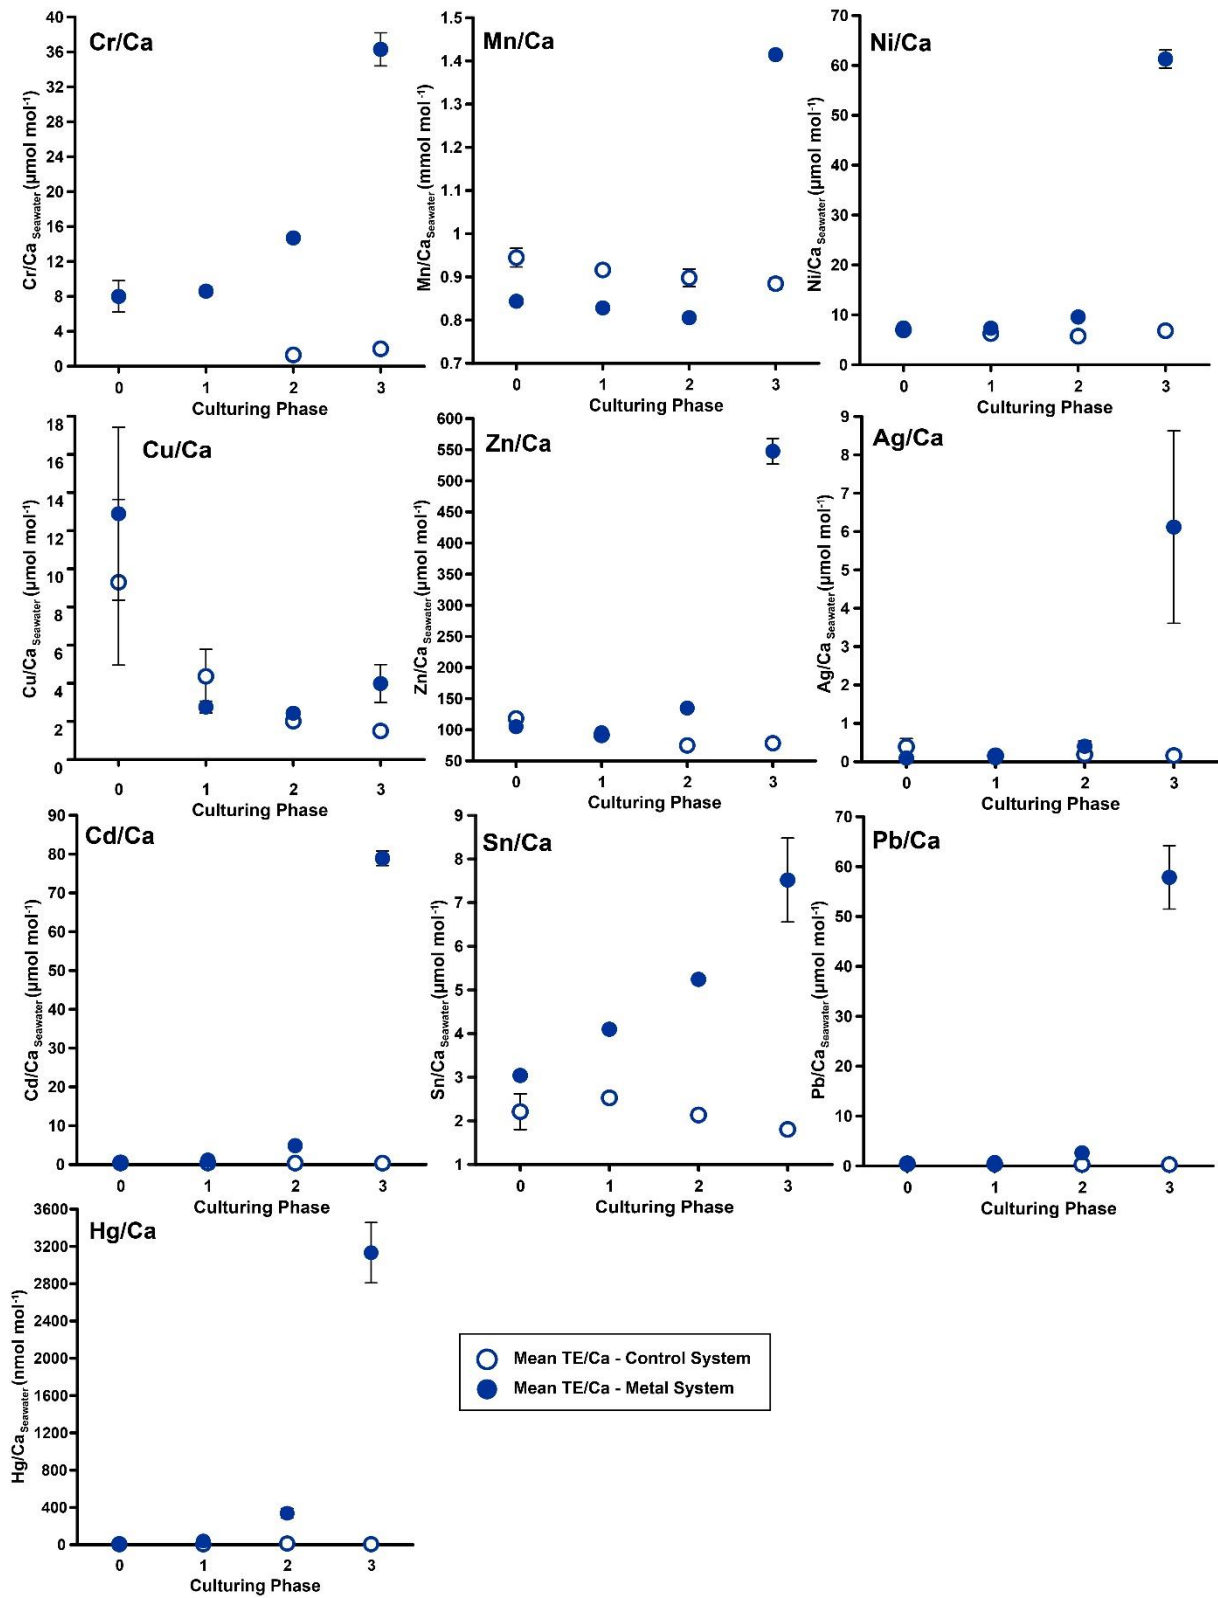 Cr/Ca
Cr/Ca Seawater (µmol mol⁻¹)
40
36
32
28
24
20
16
12
8
4
0
0 1 2 3
Culturing Phase
Mn/Ca
Mn/Ca Seawater (mmol mol⁻¹)
1.5
1.4
1.3
1.2
1.1
1
0.9
0.8
0.7
0 1 2 3
Culturing Phase
Ni/Ca
Ni/Ca Seawater (µmol mol⁻¹)
70
60
50
40
30
20
10
0
0 1 2 3
Culturing Phase
Cu/Ca
Cu/Ca Seawater (µmol mol⁻¹)
18
16
14
12
10
8
6
4
2
0
0 1 2 3
Culturing Phase
Zn/Ca
Zn/Ca Seawater (µmol mol⁻¹)
600
550
500
450
400
350
300
250
200
150
100
50
0 1 2 3
Culturing Phase
Ag/Ca
Ag/Ca Seawater (µmol mol⁻¹)
9
8
7
6
5
4
3
2
1
0
0 1 2 3
Culturing Phase
Cd/Ca
Cd/Ca Seawater (µmol mol⁻¹)
90
80
70
60
50
40
30
20
10
0
0 1 2 3
Culturing Phase
Sn/Ca
Sn/Ca Seawater (µmol mol⁻¹)
9
8
7
6
5
4
3
2
1
0 1 2 3
Culturing Phase
Pb/Ca
Pb/Ca Seawater (µmol mol⁻¹)
70
60
50
40
30
20
10
0
0 1 2 3
Culturing Phase
Hg/Ca
Hg/Ca Seawater (nmol mol⁻¹)
3600
3200
2800
2400
2000
1600
1200
800
400
0
0 1 2 3
Culturing Phase
Mean TE/Ca - Control System
Mean TE/Ca - Metal System